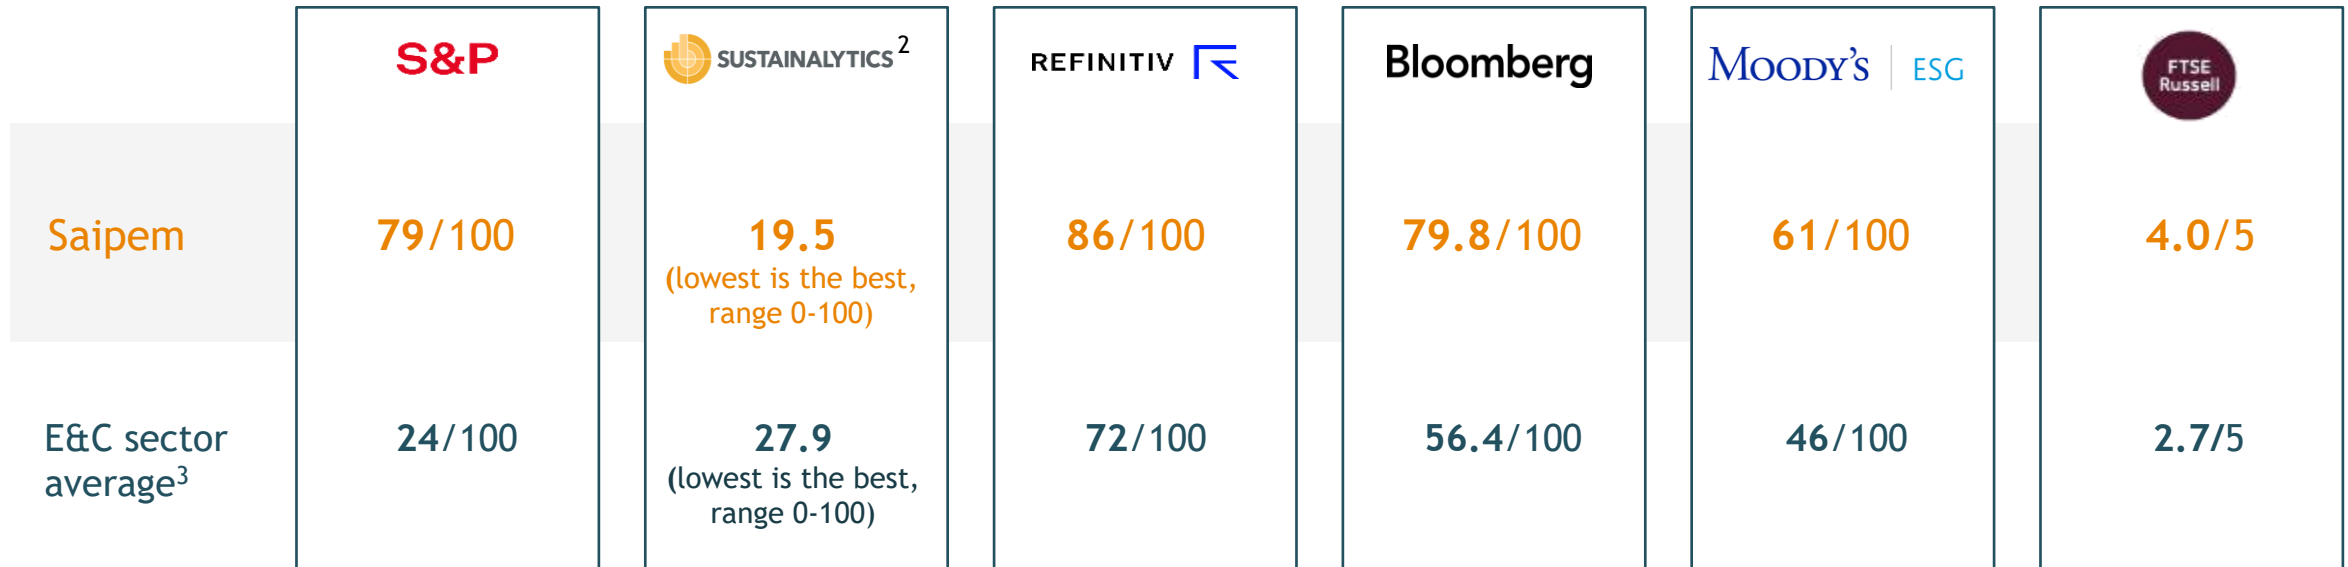 S&P
SUSTAINALYTICS 2
REFINITIV
Bloomberg
MOODY'S | ESG
FTSE
Russell
Saipem
79/100
19.5
(lowest is the best,
range 0-100)
86/100
79.8/100
61/100
4.0/5
E&C sector
average3
24/100
27.9
(lowest is the best,
range 0-100)
72/100
56.4/100
46/100
2.7/5